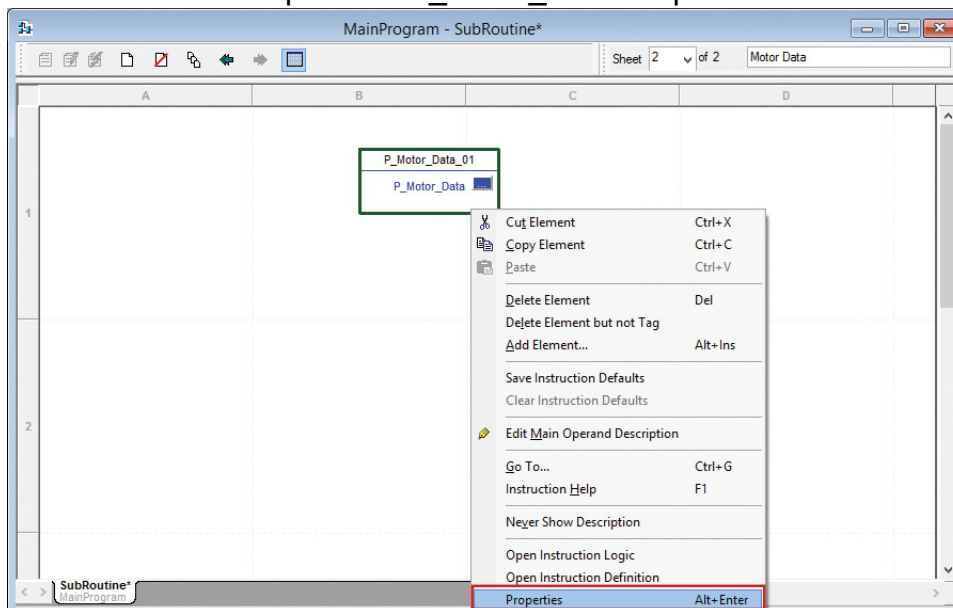 MainProgram - SubRoutine*
Sheet 2 of 2 Motor Data
A B C D
P_Motor_Data_01
P_Motor_Data ...
1
Cut Element Ctrl+X
Copy Element Ctrl+C
Paste Ctrl+V
Delete Element Del
Delete Element but not Tag
Add Element... Alt+Ins
Save Instruction Defaults
Clear Instruction Defaults
2
Edit Main Operand Description
Go To... Ctrl+G
Instruction Help F1
Never Show Description
Open Instruction Logic
Open Instruction Definition
Properties Alt+Enter
SubRoutine*
MainProgram